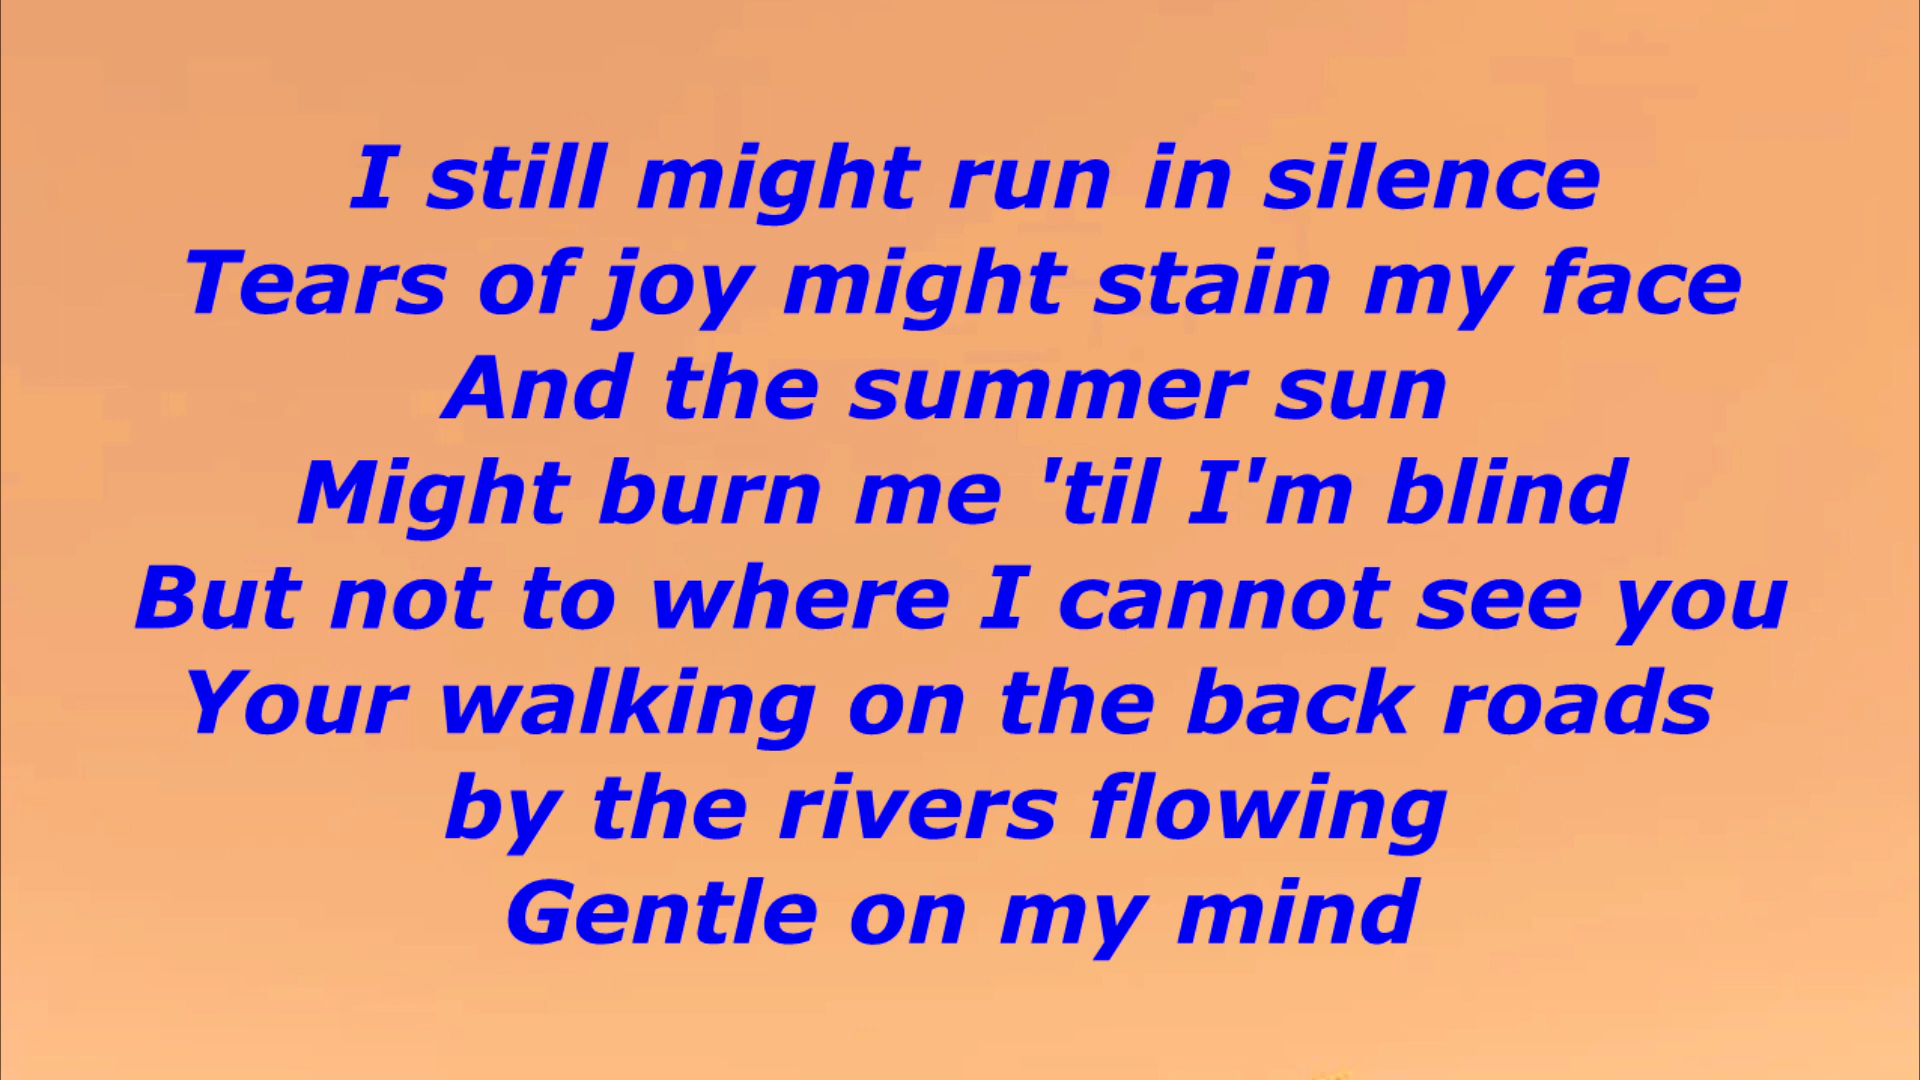 I still might run in silence
Tears of joy might stain my face
And the summer sun
Might burn me 'til I'm blind
But not to where I cannot see you
Your walking on the back roads
by the rivers flowing
Gentle on my mind